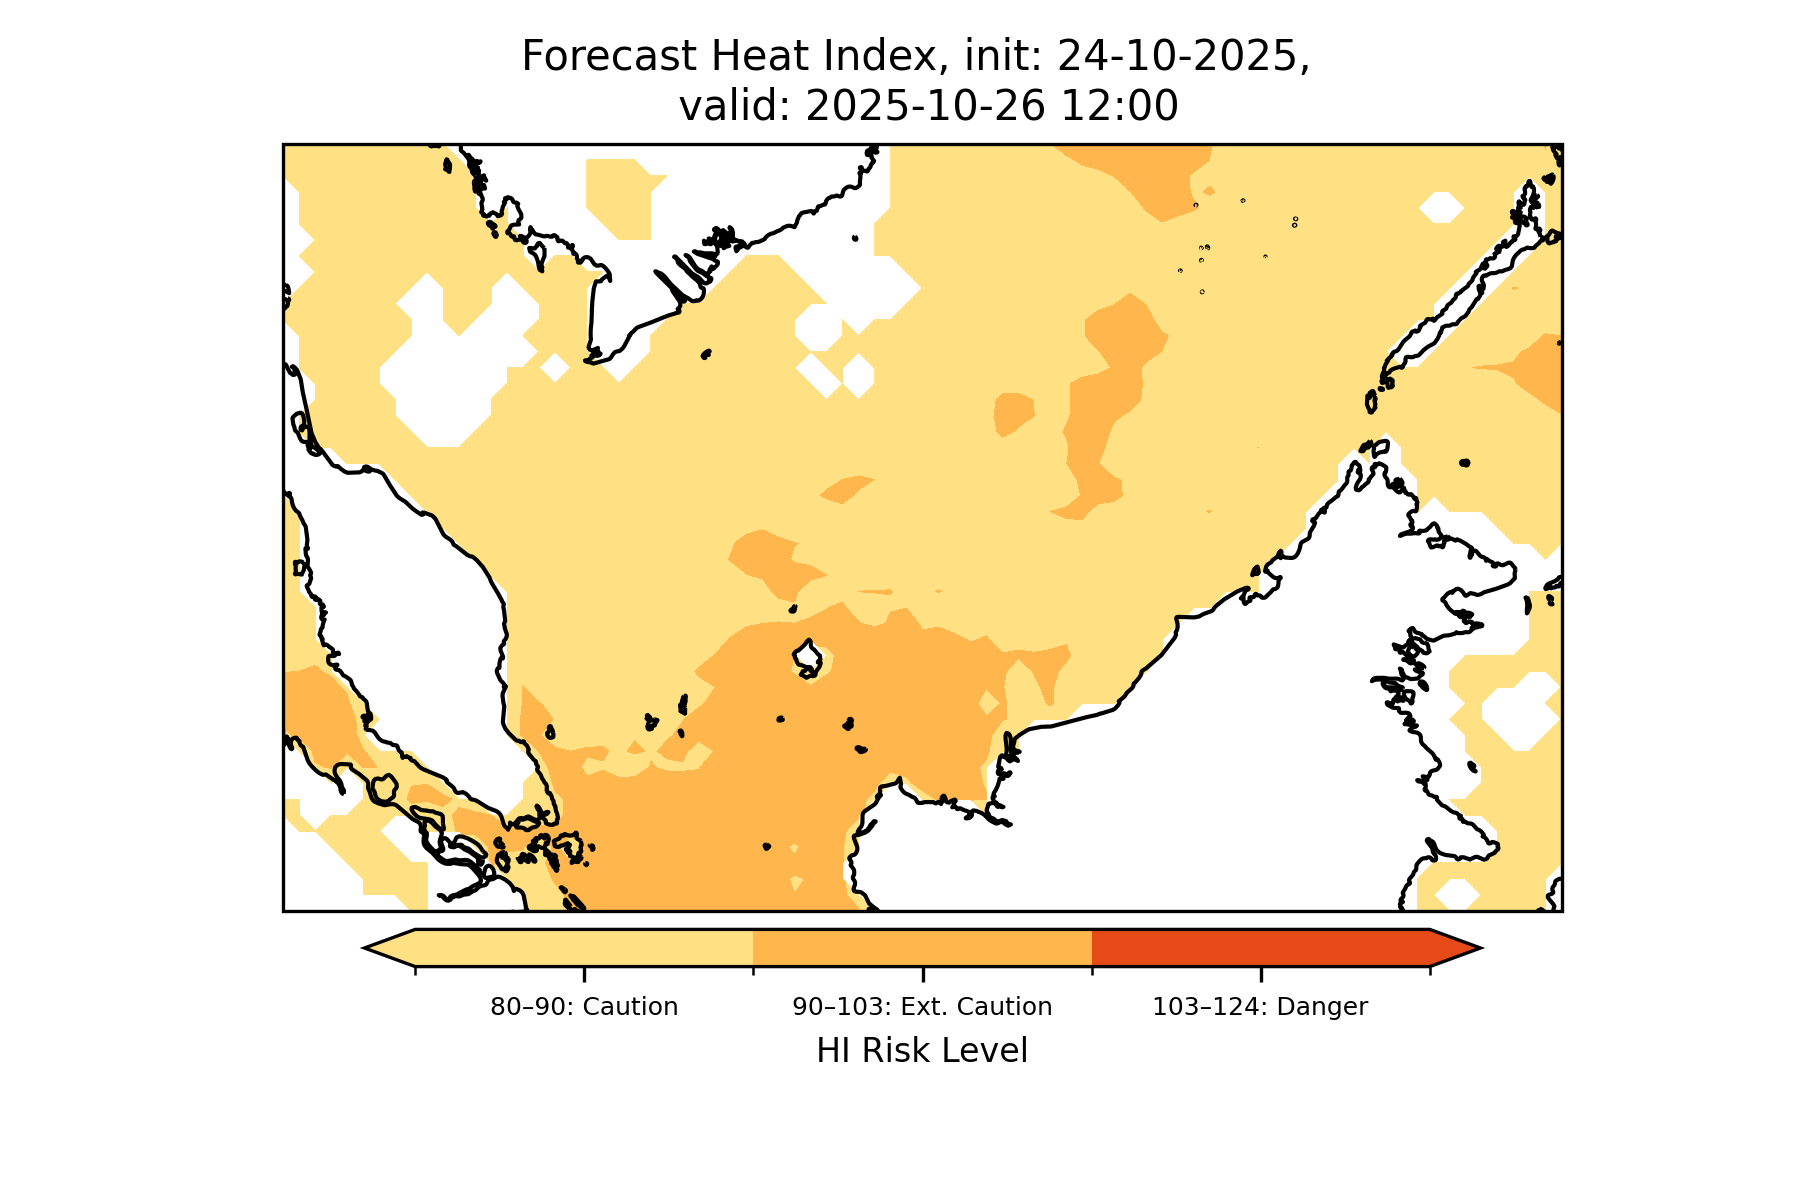 Forecast Heat Index, init: 24-10-2025,
valid: 2025-10-26 12:00
80–90: Caution
90–103: Ext. Caution
103–124: Danger
HI Risk Level